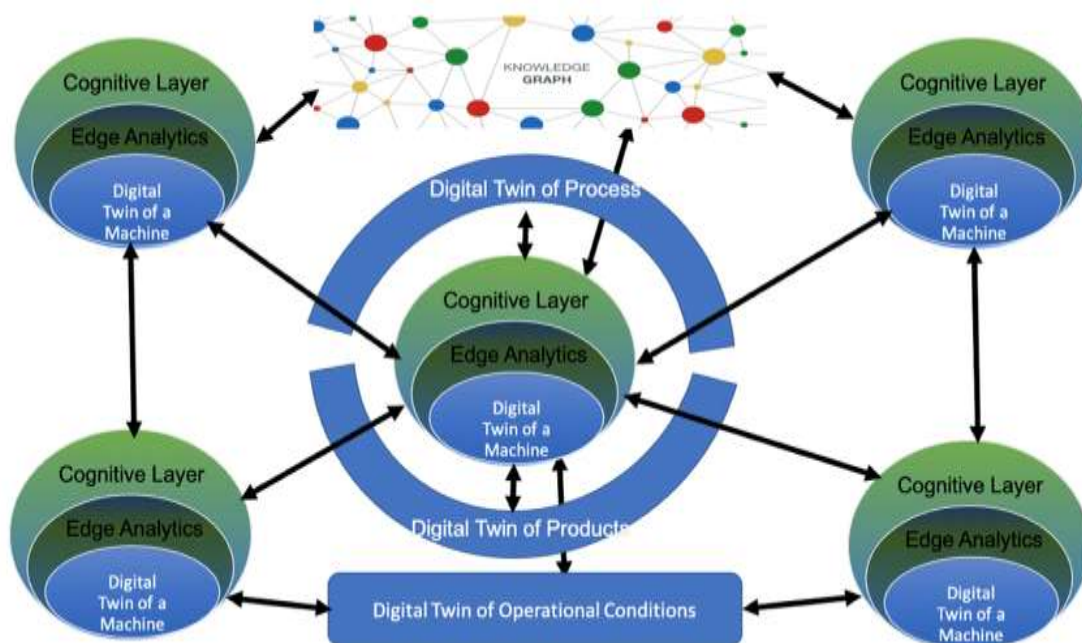 KNOWLEDGE
GRAPH
Cognitive Layer
Edge Analytics
Digital
Twin of a
Machine
Cognitive Layer
Edge Analytics
Digital
Twin of a
Machine
Digital Twin of Process
Cognitive Layer
Edge Analytics
Digital
Twin of a
Machine
Digital Twin of Products
Cognitive Layer
Edge Analytics
Digital
Twin of a
Machine
Cognitive Layer
Edge Analytics
Digital
Twin of a
Machine
Digital Twin of Operational Conditions